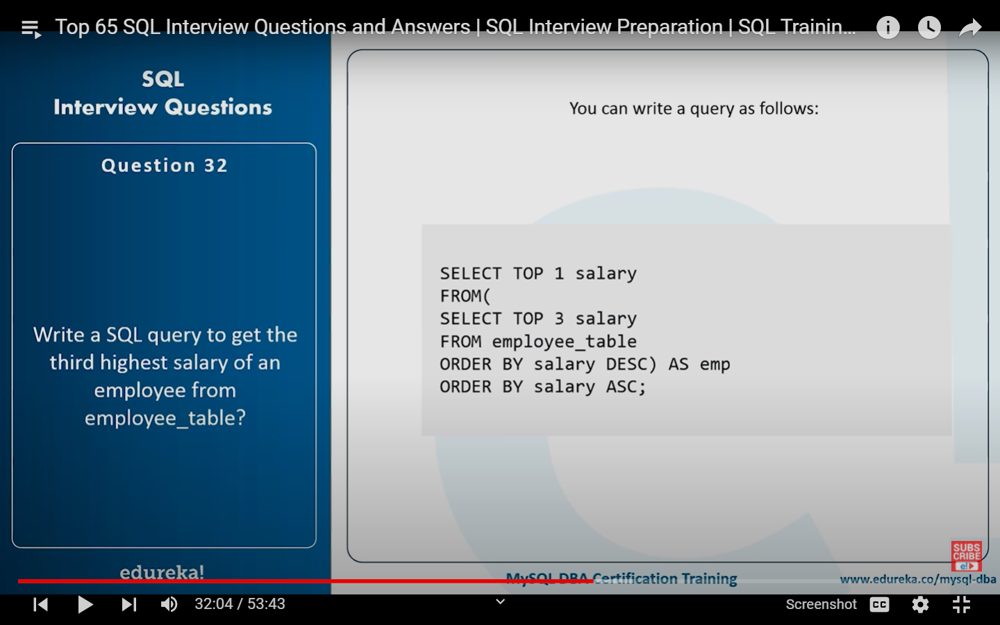 Top 65 SQL Interview Questions and Answers | SQL Interview Preparation | SQL Trainin...
SQL
Interview Questions
Question 32
Write a SQL query to get the
third highest salary of an
employee from
employee_table?
edureka!
You can write a query as follows:
SELECT TOP 1 salary
FROM(
SELECT TOP 3 salary
FROM employee_table
ORDER BY salary DESC) AS emp
ORDER BY salary ASC;
SUBS
CRIBE
e!
MySQL DBA Certification Training
www.edureka.co/mysql-dba
32:04 / 53:43
Screenshot
CC